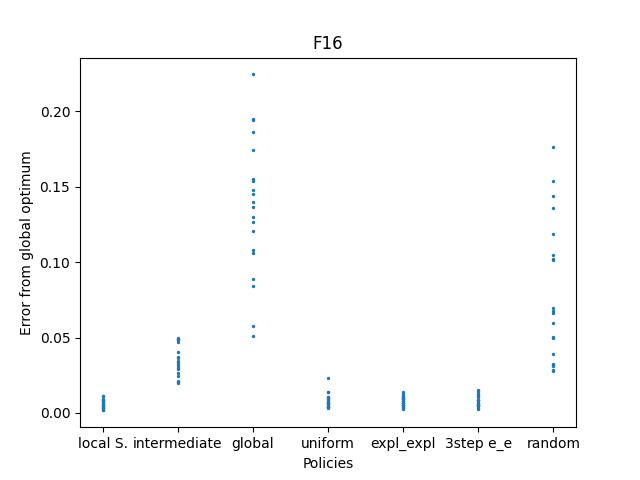 F16
Error from global optimum
0.20
0.15
0.10
0.05
0.00
local S. intermediate global uniform expl_expl 3step e_e random
Policies